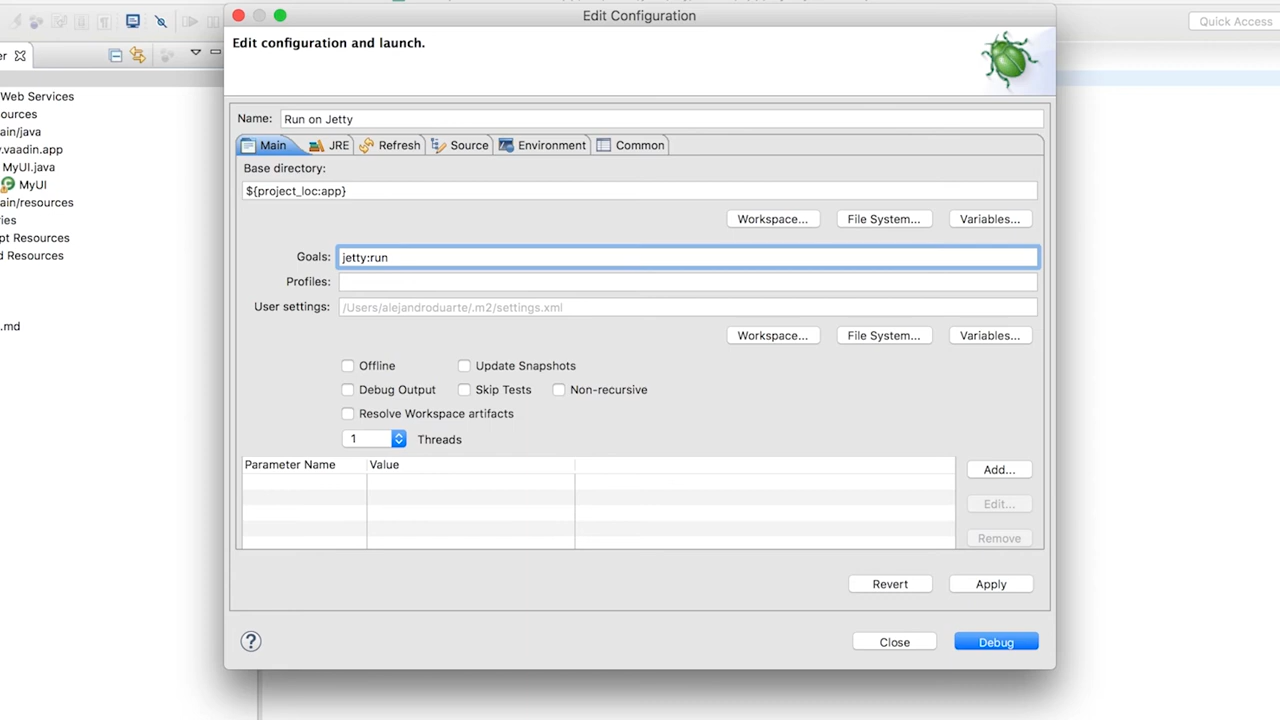 Edit Configuration
Quick Access
Edit configuration and launch.
er
Web Services
ources
ain/java
.vaadin.app
MyUI.java
MyUI
ain/resources
ies
pt Resources
d Resources
.md
Name: Run on Jetty
Main JRE Refresh Source Environment Common
Base directory:
${project_loc:app}
Workspace... File System... Variables...
Goals: jetty:run
Profiles:
User settings: /Users/alejandroduarte/.m2/settings.xml
Workspace... File System... Variables...
Offline Update Snapshots
Debug Output Skip Tests Non-recursive
Resolve Workspace artifacts
1 Threads
Parameter Name Value
Add...
Edit...
Remove
Revert Apply
? Close Debug